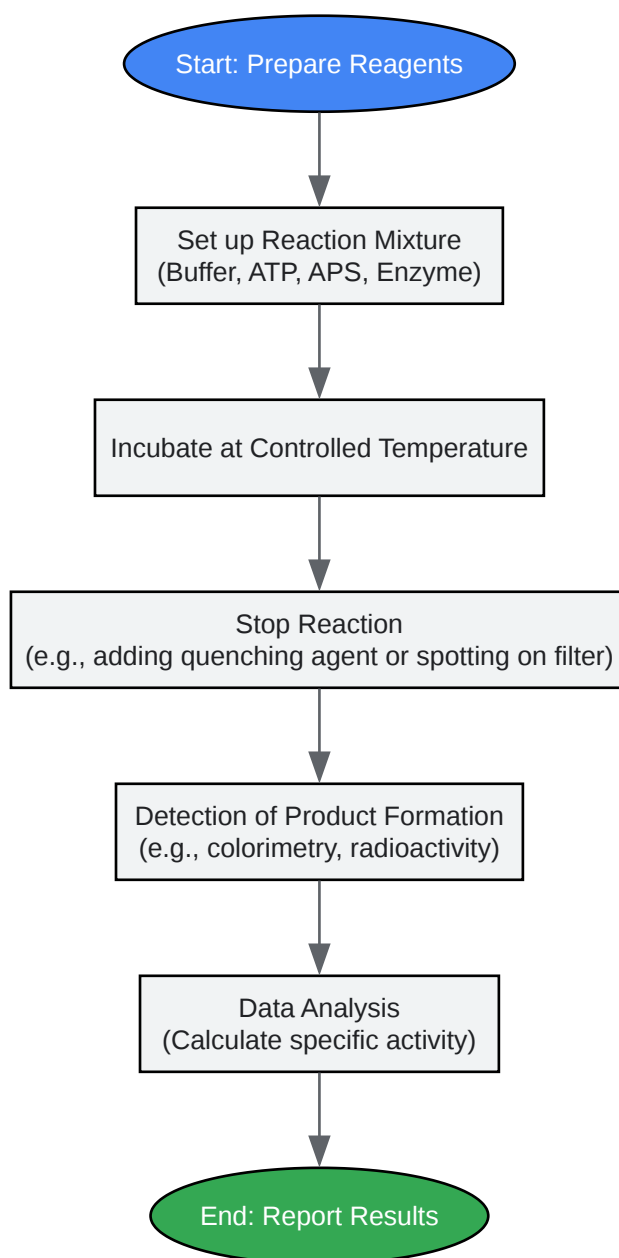 Start: Prepare Reagents
Set up Reaction Mixture
(Buffer, ATP, APS, Enzyme)
Incubate at Controlled Temperature
Stop Reaction
(e.g., adding quenching agent or spotting on filter)
Detection of Product Formation
(e.g., colorimetry, radioactivity)
Data Analysis
(Calculate specific activity)
End: Report Results